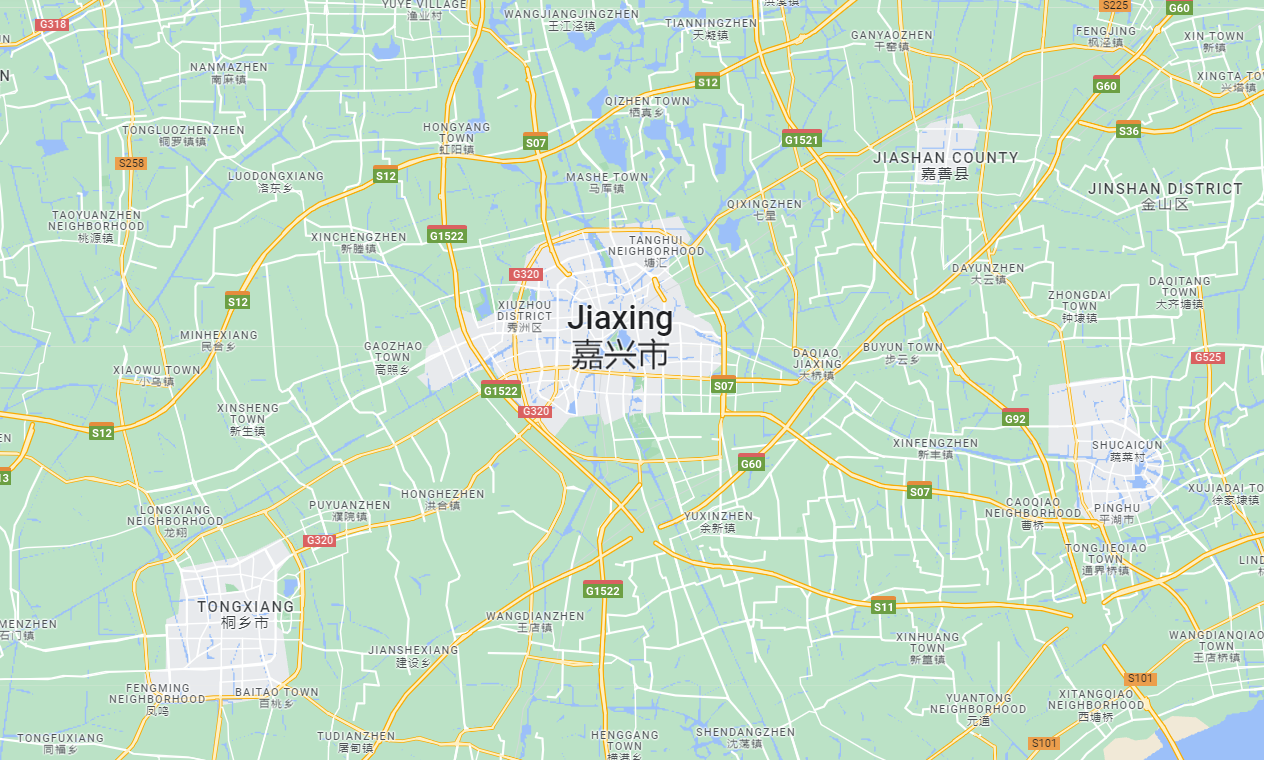 YUYE VILLAGE
渔业村
WANGJIANGJINGZHEN
王江泾镇
TIANNINGZHEN
天凝镇
洪溪镇
S225
G60
G318
GANYAOZHEN
干窑镇
FENGJING
枫泾镇
XIN TOWN
新镇
NANMAZHEN
南麻镇
S12
G60
XINGTA TOW
兴塔镇
QIZHEN TOWN
栖真乡
TONGLUOZHENZHEN
铜罗镇镇
HONGYANG
TOWN
虹阳镇
S07
G1521
S36
S258
S12
JIASHAN COUNTY
嘉善县
LUODONGXIANG
洛东乡
MASHE TOWN
马厍镇
JINSHAN DISTRICT
金山区
TAOYUANZHEN
NEIGHBORHOOD
桃源镇
QIXINGZHEN
七星
XINCHENGZHEN
新塍镇
G1522
TANGHUI
NEIGHBORHOOD
塘汇
G320
DAYUNZHEN
大云镇
DAQITANG
TOWN
大齐塘镇
S12
XIUZHOU
DISTRICT
秀洲区
Jiaxing
嘉兴市
ZHONGDAI
TOWN
钟埭镇
MINHEXIANG
民合乡
GAOZHAO
TOWN
高照乡
BUYUN TOWN
步云乡
DAQIAO,
JIAXING
大桥镇
G525
XIAOWU TOWN
小乌镇
G1522
S07
XINSHENG
TOWN
新生镇
G320
G92
S12
XINFENGZHEN
新丰镇
SHUCAICUN
蔬菜村
G60
S07
XUJIADAI TO
徐家埭镇
HONGHEZHEN
洪合镇
PUYUANZHEN
濮院镇
LONGXIANG
NEIGHBORHOOD
龙翔
CAOQIAO
NEIGHBORHOOD
曹桥
PINGHU
平湖市
YUXINZHEN
余新镇
G320
TONGJIEQIAO
TOWN
通界桥镇
LIND
G1522
TONGXIANG
桐乡市
S11
WANGDIANZHEN
王店镇
MENZHEN
石门镇
XINHUANG
TOWN
新篁镇
WANGDIANQIAO
TOWN
王店桥镇
JIANSHEXIANG
建设乡
S101
FENGMING
NEIGHBORHOOD
凤鸣
BAITAO TOWN
百桃乡
YUANTONG
NEIGHBORHOOD
元通
XITANGQIAO
NEIGHBORHOOD
西塘桥
TONGFUXIANG
同福乡
TUDIANZHEN
屠甸镇
HENGGANG
TOWN
横港乡
SHENDANGZHEN
沈荡镇
S101